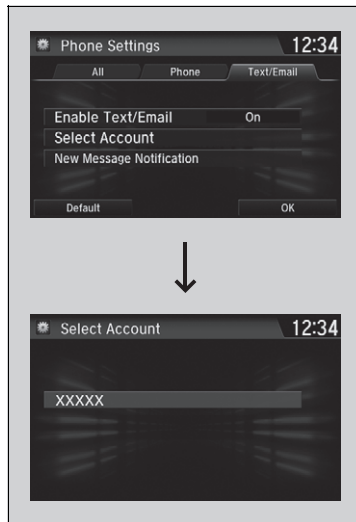 Phone Settings 12:34
All Phone Text/Email
Enable Text/Email On
Select Account
New Message Notification
Default OK
Select Account 12:34
XXXXX